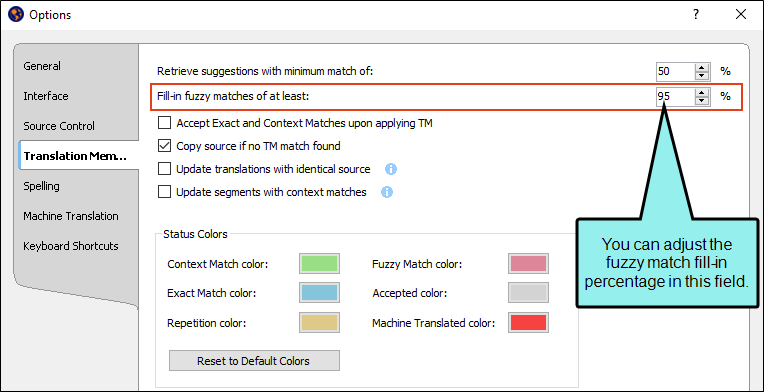 Options
General
Interface
Source Control
Translation Mem...
Spelling
Machine Translation
Keyboard Shortcuts
Retrieve suggestions with minimum match of: 50 %
Fill-in fuzzy matches of at least: 95 %
Accept Exact and Context Matches upon applying TM
Copy source if no TM match found
Update translations with identical source
Update segments with context matches
Status Colors
Context Match color: Fuzzy Match color:
Exact Match color: Accepted color:
Repetition color: Machine Translated color:
Reset to Default Colors
You can adjust the
fuzzy match fill-in
percentage in this field.